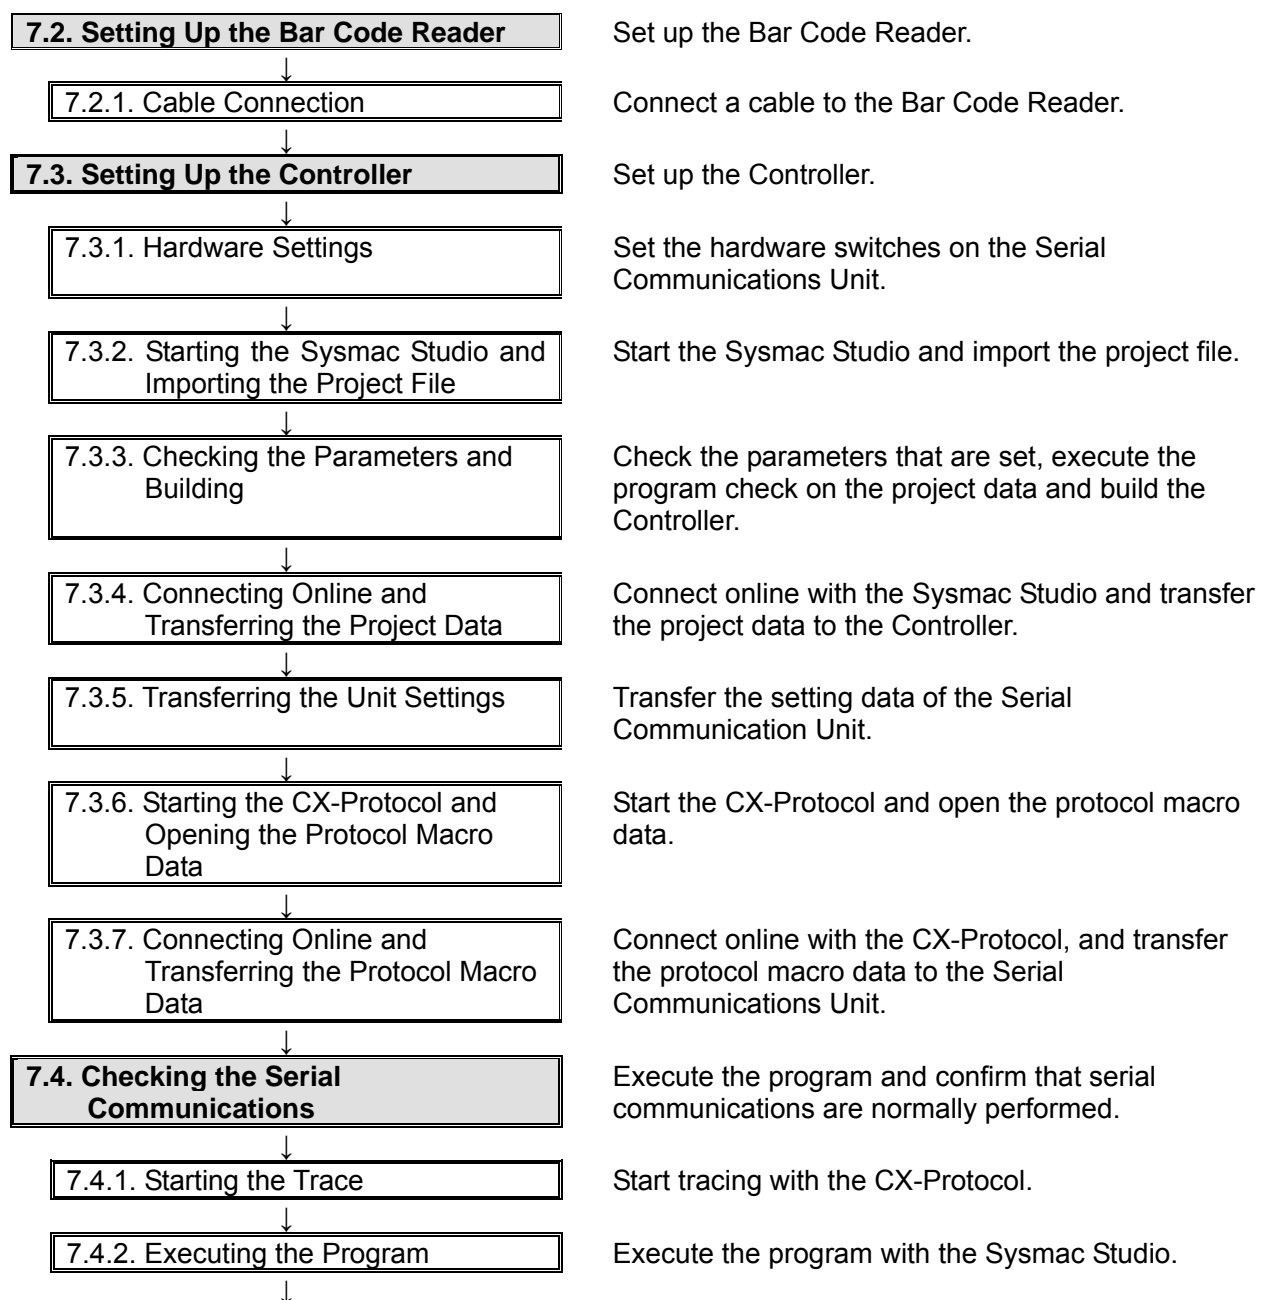 7.2. Setting Up the Bar Code Reader
Set up the Bar Code Reader.
↓
7.2.1. Cable Connection
Connect a cable to the Bar Code Reader.
↓
7.3. Setting Up the Controller
Set up the Controller.
↓
7.3.1. Hardware Settings
Set the hardware switches on the Serial
Communications Unit.
↓
7.3.2. Starting the Sysmac Studio and
Importing the Project File
Start the Sysmac Studio and import the project file.
↓
7.3.3. Checking the Parameters and
Building
Check the parameters that are set, execute the
program check on the project data and build the
Controller.
↓
7.3.4. Connecting Online and
Transferring the Project Data
Connect online with the Sysmac Studio and transfer
the project data to the Controller.
↓
7.3.5. Transferring the Unit Settings
Transfer the setting data of the Serial
Communication Unit.
↓
7.3.6. Starting the CX-Protocol and
Opening the Protocol Macro
Data
Start the CX-Protocol and open the protocol macro
data.
↓
7.3.7. Connecting Online and
Transferring the Protocol Macro
Data
Connect online with the CX-Protocol, and transfer
the protocol macro data to the Serial
Communications Unit.
↓
7.4. Checking the Serial
Communications
Execute the program and confirm that serial
communications are normally performed.
↓
7.4.1. Starting the Trace
Start tracing with the CX-Protocol.
↓
7.4.2. Executing the Program
Execute the program with the Sysmac Studio.
↓